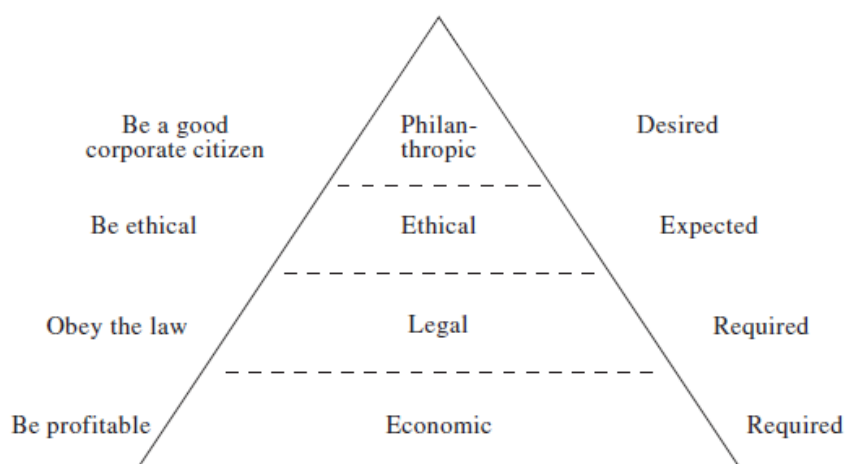 Be a good
corporate citizen
Philan-
thropic
Desired
Be ethical
Ethical
Expected
Obey the law
Legal
Required
Be profitable
Economic
Required